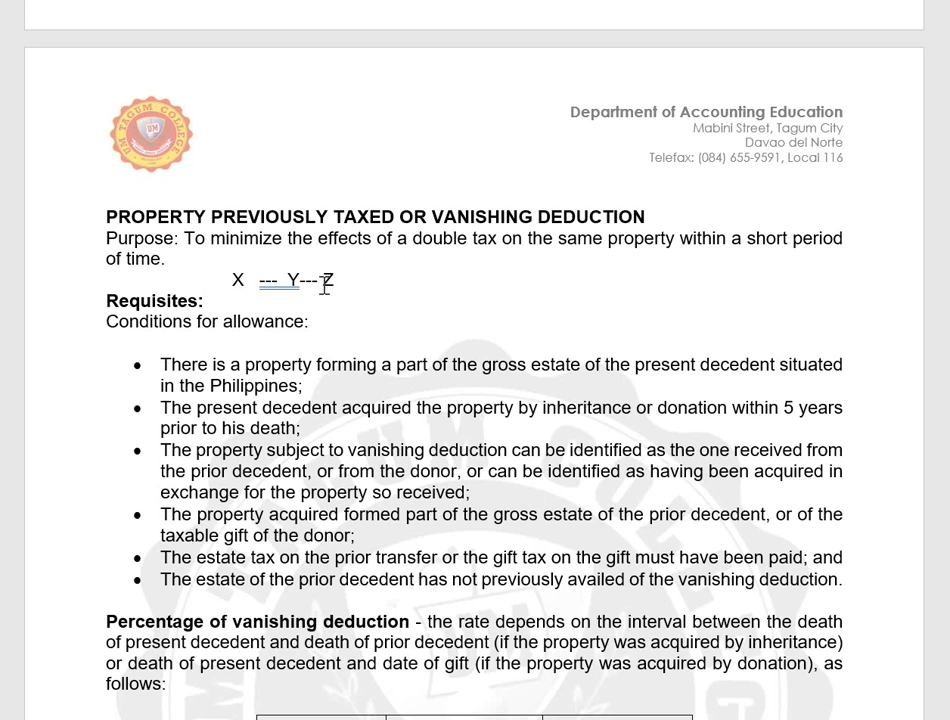 UM TAGUM COLLEGE
UM
Department of Accounting Education
Mabini Street, Tagum City
Davao del Norte
Telefax: (084) 655-9591, Local 116
PROPERTY PREVIOUSLY TAXED OR VANISHING DEDUCTION
Purpose: To minimize the effects of a double tax on the same property within a short period
of time.
X --- Y--- Z
Requisites:
Conditions for allowance:
• There is a property forming a part of the gross estate of the present decedent situated
in the Philippines;
• The present decedent acquired the property by inheritance or donation within 5 years
prior to his death;
• The property subject to vanishing deduction can be identified as the one received from
the prior decedent, or from the donor, or can be identified as having been acquired in
exchange for the property so received;
• The property acquired formed part of the gross estate of the prior decedent, or of the
taxable gift of the donor;
• The estate tax on the prior transfer or the gift tax on the gift must have been paid; and
• The estate of the prior decedent has not previously availed of the vanishing deduction.
Percentage of vanishing deduction - the rate depends on the interval between the death
of present decedent and death of prior decedent (if the property was acquired by inheritance)
or death of present decedent and date of gift (if the property was acquired by donation), as
follows: